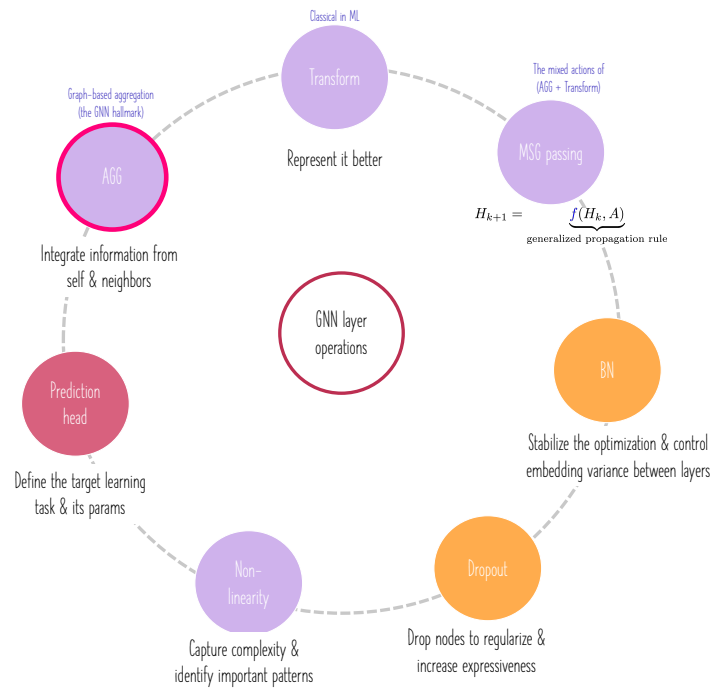 Classical in ML
Transform
Represent it better
The mixed actions of
(AGG + Transform)
MSG passing
H_{k+1} = f(H_k, A)
generalized propagation rule
Graph-based aggregation
(the GNN hallmark)
AGG
Integrate information from
self & neighbors
GNN layer
operations
BN
Stabilize the optimization & control
embedding variance between layers
Prediction
head
Define the target learning
task & its params
Dropout
Drop nodes to regularize &
increase expressiveness
Non-
linearity
Capture complexity &
identify important patterns